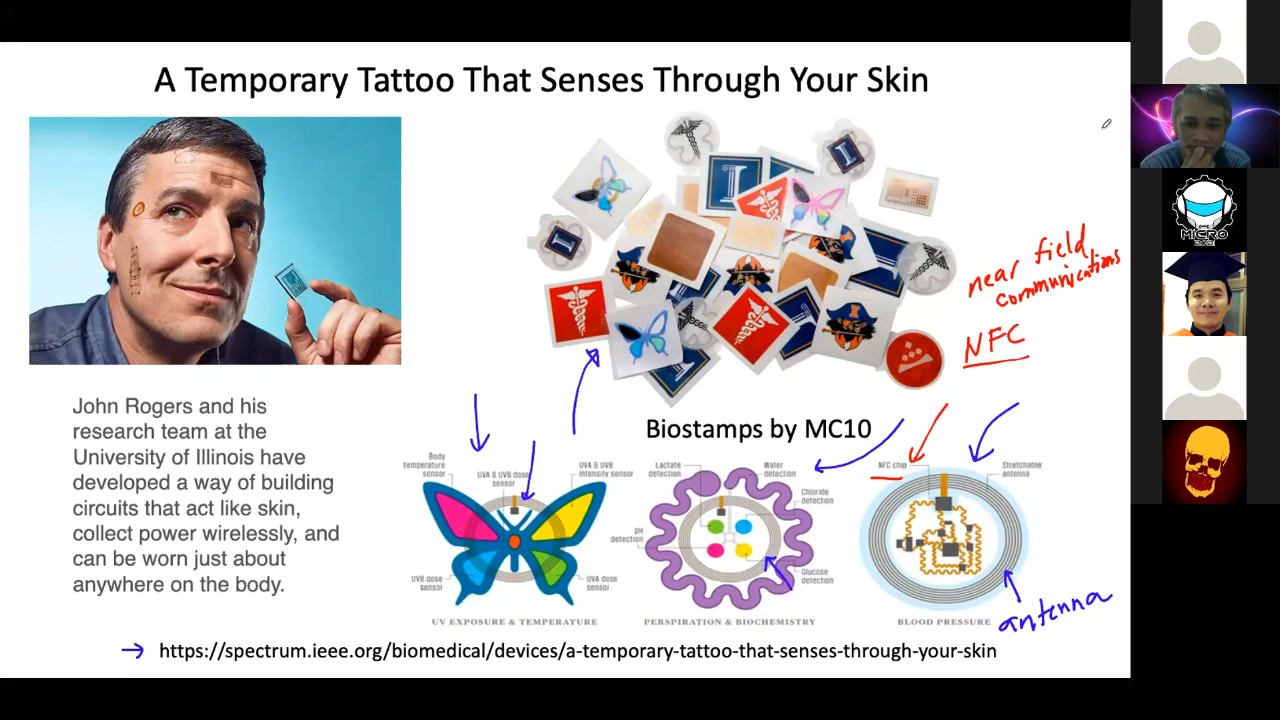 A Temporary Tattoo That Senses Through Your Skin
near field
communications
NFC
John Rogers and his
research team at the
University of Illinois have
developed a way of building
circuits that act like skin,
collect power wirelessly, and
can be worn just about
anywhere on the body.
Biostamps by MC10
Body
temperature
sensor
UVA & UVB dose
sensor
UVA & UVB
intensity sensor
UVB dose
sensor
UVA dose
sensor
UV EXPOSURE & TEMPERATURE
Lactate
detection
Water
detection
Chloride
detection
pH
detection
Glucose
detection
PERSPIRATION & BIOCHEMISTRY
NFC chip
Stretchable
antenna
BLOOD PRESSURE
antenna
https://spectrum.ieee.org/biomedical/devices/a-temporary-tattoo-that-senses-through-your-skin
MICRO